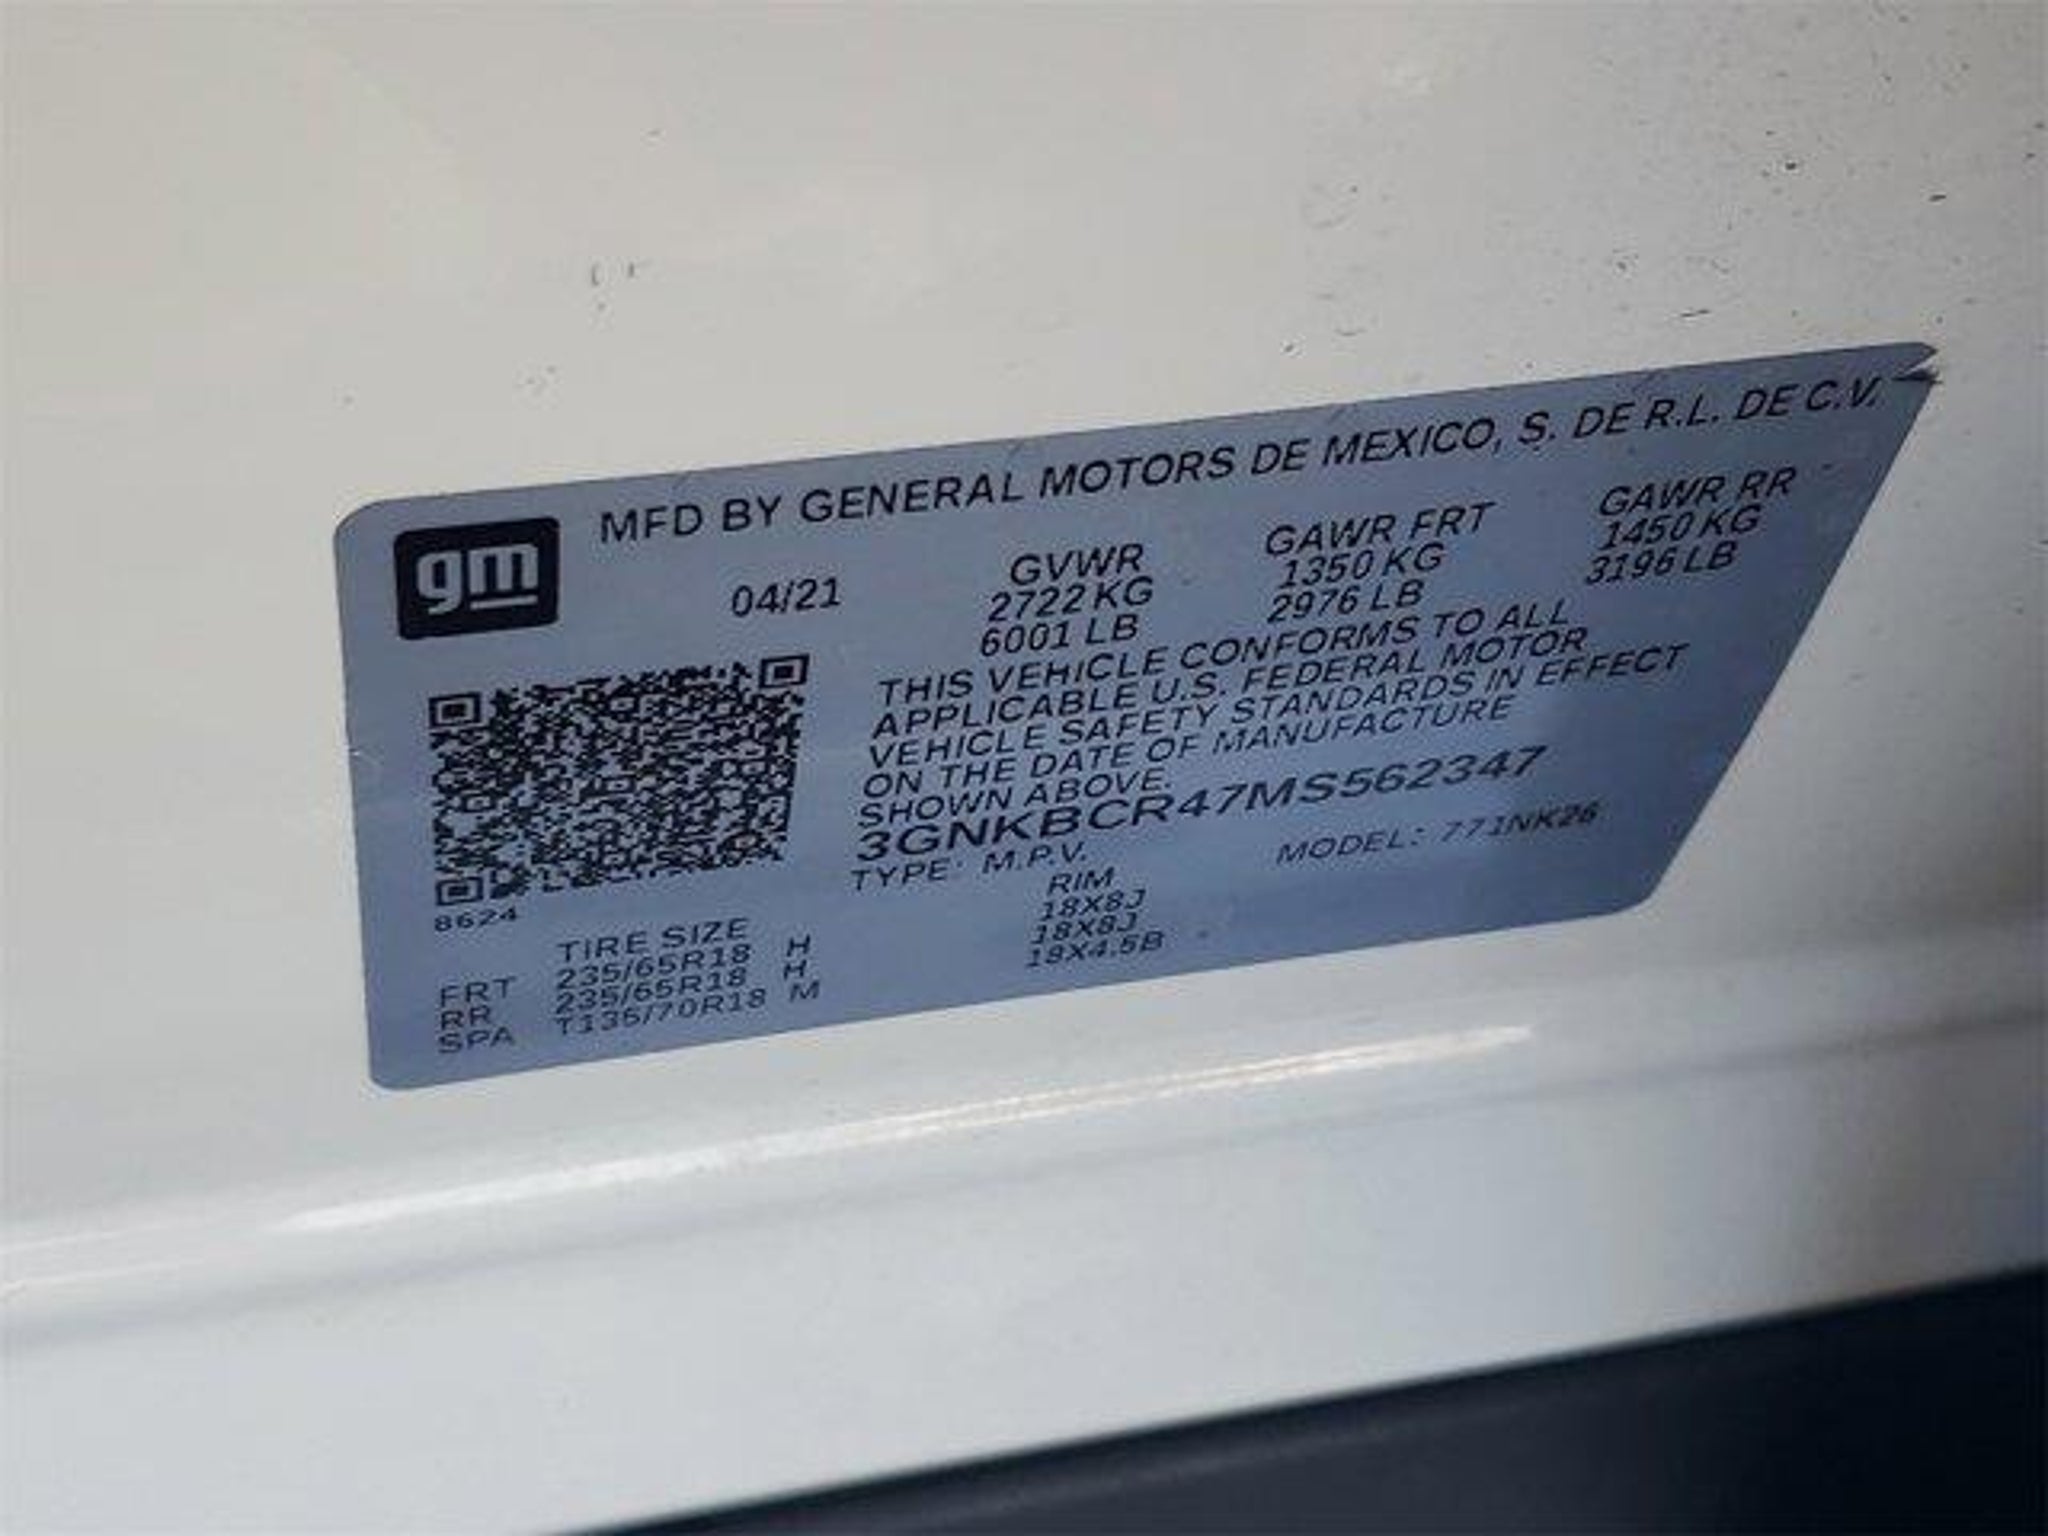 MFD BY GENERAL MOTORS DE MEXICO, S. DE R.L. DE C.V.
gm
04/21
GVWR
2722 KG
6001 LB
GAWR FRT
1350 KG
2976 LB
GAWR RR
1450 KG
3196 LB
THIS VEHICLE CONFORMS TO ALL
APPLICABLE U.S. FEDERAL MOTOR
VEHICLE SAFETY STANDARDS IN EFFECT
ON THE DATE OF MANUFACTURE
SHOWN ABOVE.
3GNKBCR47MS562347
TYPE: M.P.V. MODEL: 771NK26
8624
TIRE SIZE RIM
FRT 235/65R18 H 18X8J
RR 235/65R18 H 18X8J
SPA T135/70R18 M 18X4.5B